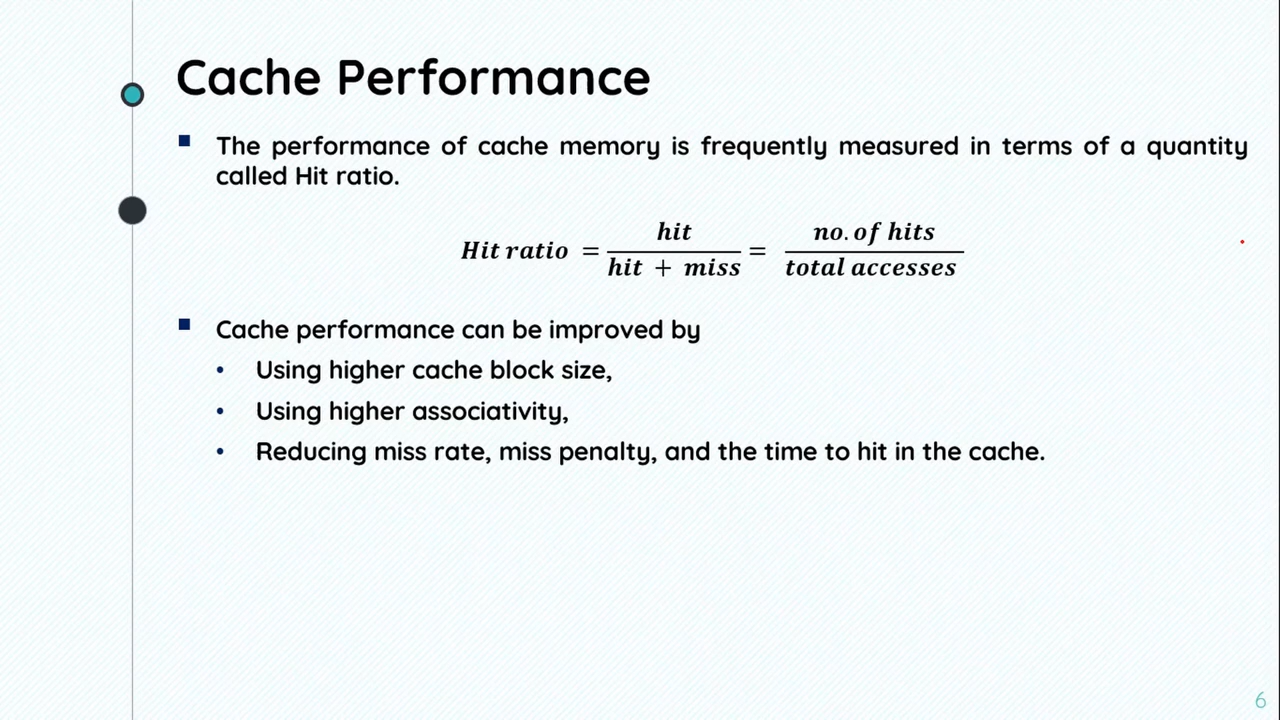 Cache Performance
▪ The performance of cache memory is frequently measured in terms of a quantity
called Hit ratio.
Hit ratio = hit / (hit + miss) = no. of hits / total accesses
▪ Cache performance can be improved by
• Using higher cache block size,
• Using higher associativity,
• Reducing miss rate, miss penalty, and the time to hit in the cache.
6